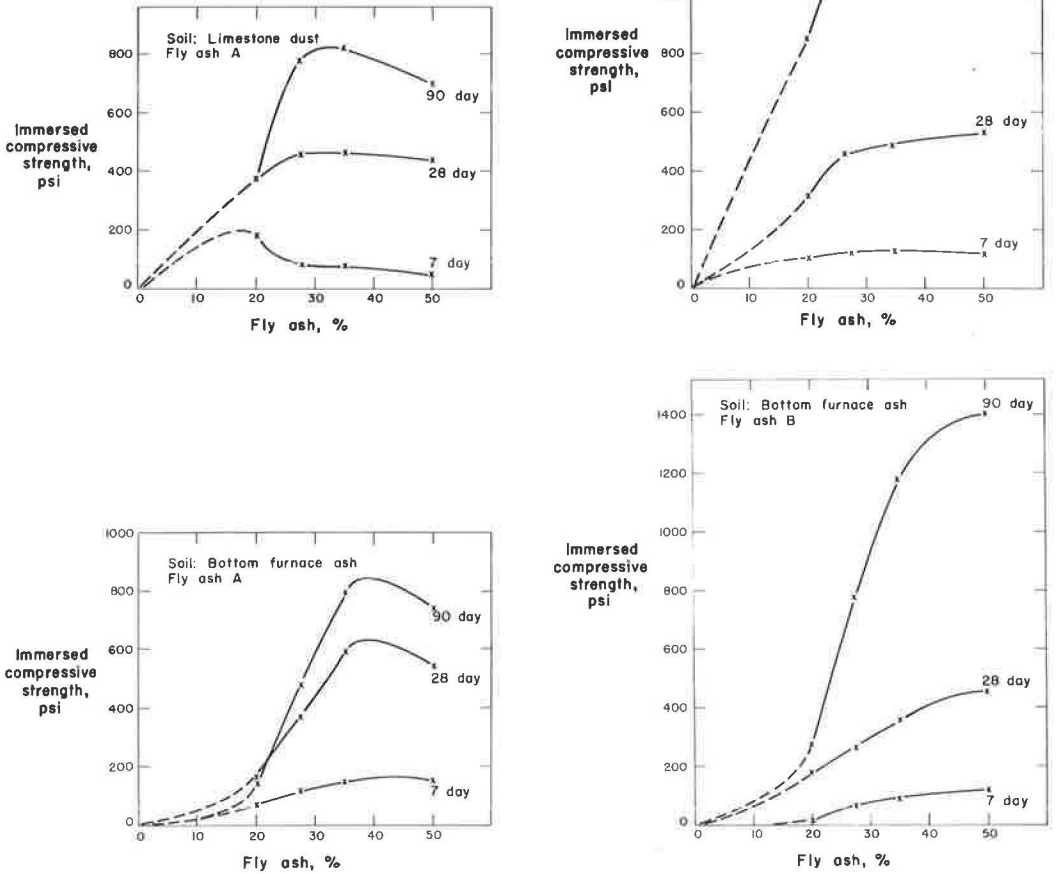 Soil: Limestone dust
Fly ash A
800
600
400
200
0
Immersed
compressive
strength,
psi
90 day
28 day
7 day
0 10 20 30 40 50
Fly ash, %
Immersed
compressive
strength,
psi
800
600
400
200
0
28 day
7 day
0 10 20 30 40 50
Fly ash, %
Soil: Bottom furnace ash
Fly ash A
1000
800
600
400
200
0
Immersed
compressive
strength,
psi
90 day
28 day
7 day
0 10 20 30 40 50
Fly ash, %
Soil: Bottom furnace ash
Fly ash B
1400
1200
1000
800
600
400
200
0
Immersed
compressive
strength,
psi
90 day
28 day
7 day
0 10 20 30 40 50
Fly ash, %